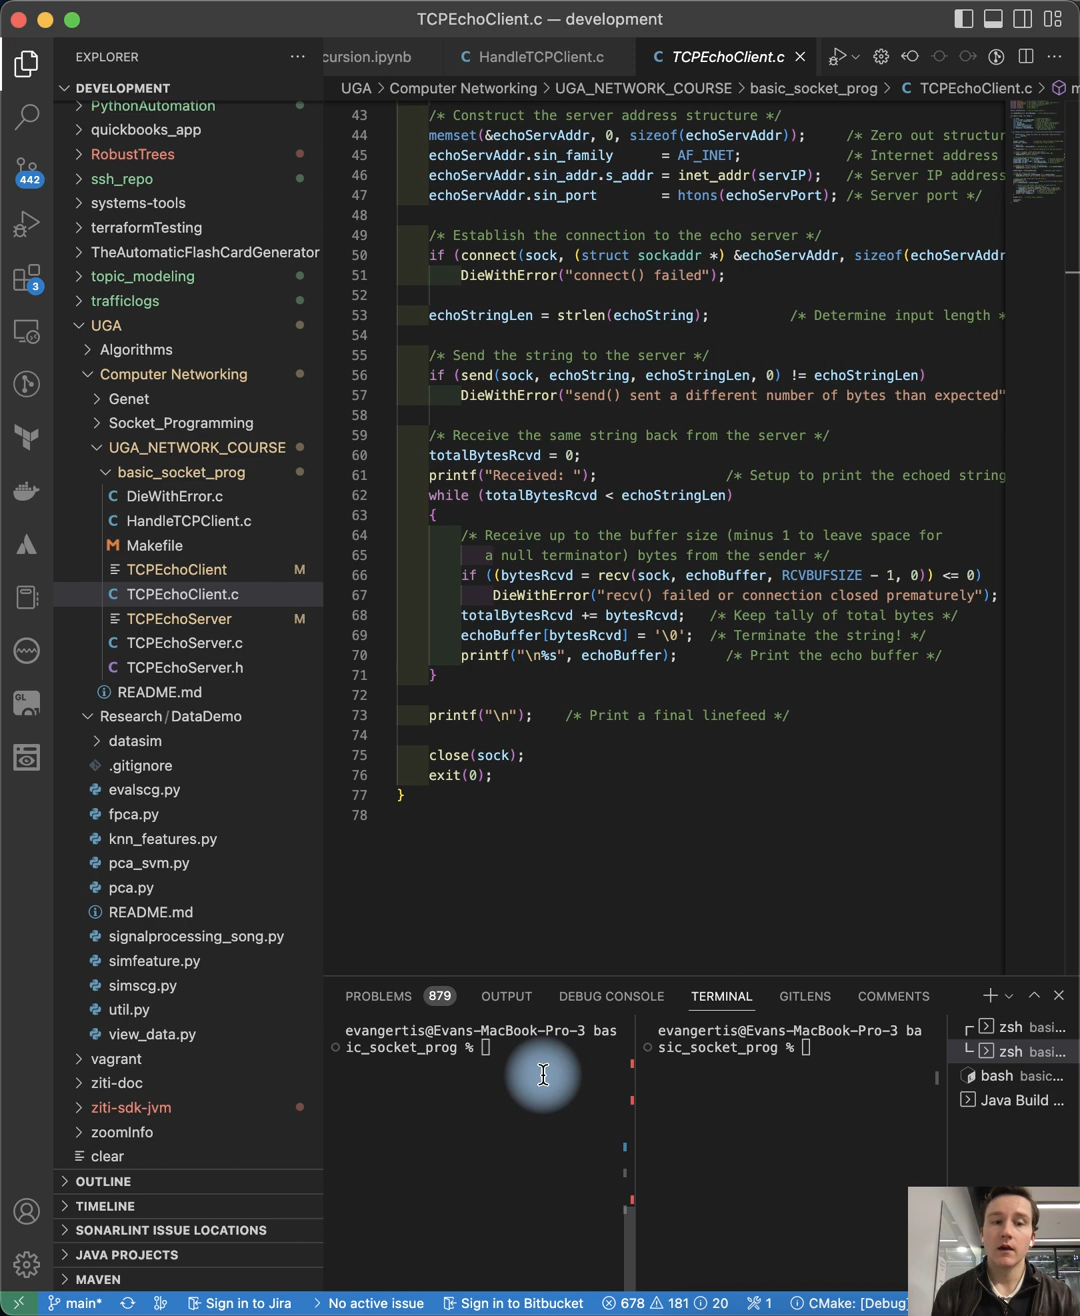 TCPEchoClient.c — development
EXPLORER
DEVELOPMENT
PythonAutomation
quickbooks_app
RobustTrees
ssh_repo
systems-tools
terraformTesting
TheAutomaticFlashCardGenerator
topic_modeling
trafficlogs
UGA
Algorithms
Computer Networking
Genet
Socket_Programming
UGA_NETWORK_COURSE
basic_socket_prog
DieWithError.c
HandleTCPClient.c
Makefile
TCPEchoClient M
TCPEchoClient.c
TCPEchoServer M
TCPEchoServer.c
TCPEchoServer.h
README.md
Research/DataDemo
datasim
.gitignore
evalscg.py
fpca.py
knn_features.py
pca_svm.py
pca.py
README.md
signalprocessing_song.py
simfeature.py
simscg.py
util.py
view_data.py
vagrant
ziti-doc
ziti-sdk-jvm
zoomInfo
clear
OUTLINE
TIMELINE
SONARLINT ISSUE LOCATIONS
JAVA PROJECTS
MAVEN
442
3
GL
cursion.ipynb
HandleTCPClient.c
TCPEchoClient.c
UGA > Computer Networking > UGA_NETWORK_COURSE > basic_socket_prog > C TCPEchoClient.c > m
43 /* Construct the server address structure */
44 memset(&echoServAddr, 0, sizeof(echoServAddr)); /* Zero out structur
45 echoServAddr.sin_family = AF_INET; /* Internet address
46 echoServAddr.sin_addr.s_addr = inet_addr(servIP); /* Server IP address
47 echoServAddr.sin_port = htons(echoServPort); /* Server port */
48
49 /* Establish the connection to the echo server */
50 if (connect(sock, (struct sockaddr *) &echoServAddr, sizeof(echoServAddr
51 DieWithError("connect() failed");
52
53 echoStringLen = strlen(echoString); /* Determine input length *
54
55 /* Send the string to the server */
56 if (send(sock, echoString, echoStringLen, 0) != echoStringLen)
57 DieWithError("send() sent a different number of bytes than expected"
58
59 /* Receive the same string back from the server */
60 totalBytesRcvd = 0;
61 printf("Received: "); /* Setup to print the echoed string
62 while (totalBytesRcvd < echoStringLen)
63 {
64 /* Receive up to the buffer size (minus 1 to leave space for
65 a null terminator) bytes from the sender */
66 if ((bytesRcvd = recv(sock, echoBuffer, RCVBUFSIZE - 1, 0)) <= 0)
67 DieWithError("recv() failed or connection closed prematurely");
68 totalBytesRcvd += bytesRcvd; /* Keep tally of total bytes */
69 echoBuffer[bytesRcvd] = '\0'; /* Terminate the string! */
70 printf("\n%s", echoBuffer); /* Print the echo buffer */
71 }
72
73 printf("\n"); /* Print a final linefeed */
74
75 close(sock);
76 exit(0);
77 }
78
PROBLEMS 879 OUTPUT DEBUG CONSOLE TERMINAL GITLENS COMMENTS
evangertis@Evans-MacBook-Pro-3 bas
ic_socket_prog %
evangertis@Evans-MacBook-Pro-3 ba
sic_socket_prog %
zsh basi...
zsh basi...
bash basic...
Java Build ...
main* Sign in to Jira No active issue Sign in to Bitbucket 678 181 20 1 CMake: [Debug]